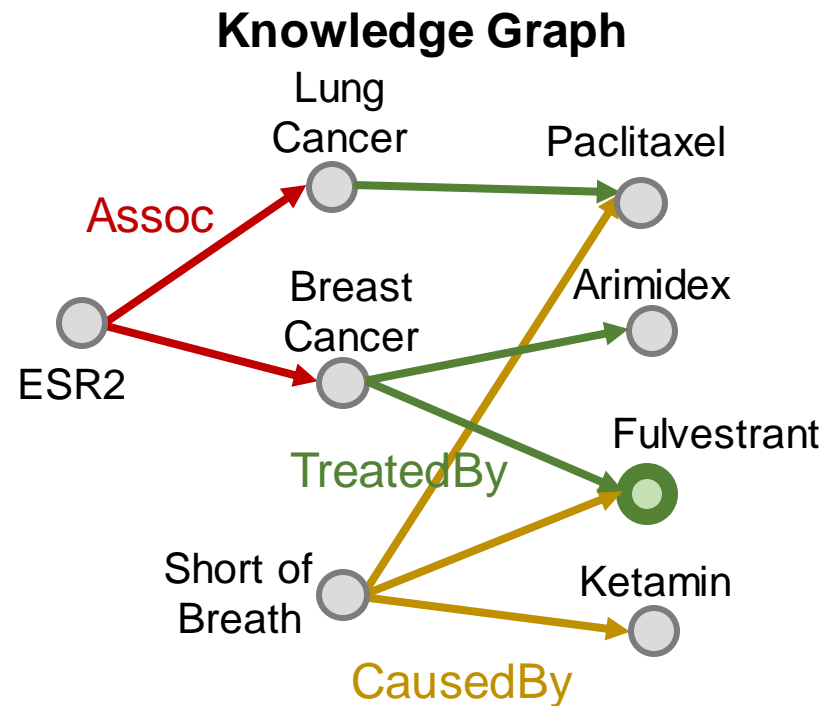 Knowledge Graph
Lung
Cancer
Paclitaxel
Assoc
Breast
Cancer
Arimidex
ESR2
Fulvestrant
TreatedBy
Short of
Breath
Ketamin
CausedBy